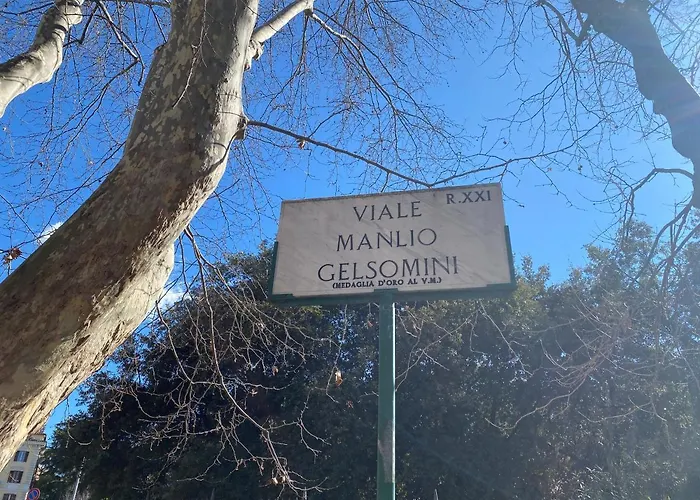 VIALE R.XXI
MANLIO
GELSOMINI
(MEDAGLIA D'ORO AL V.M.)